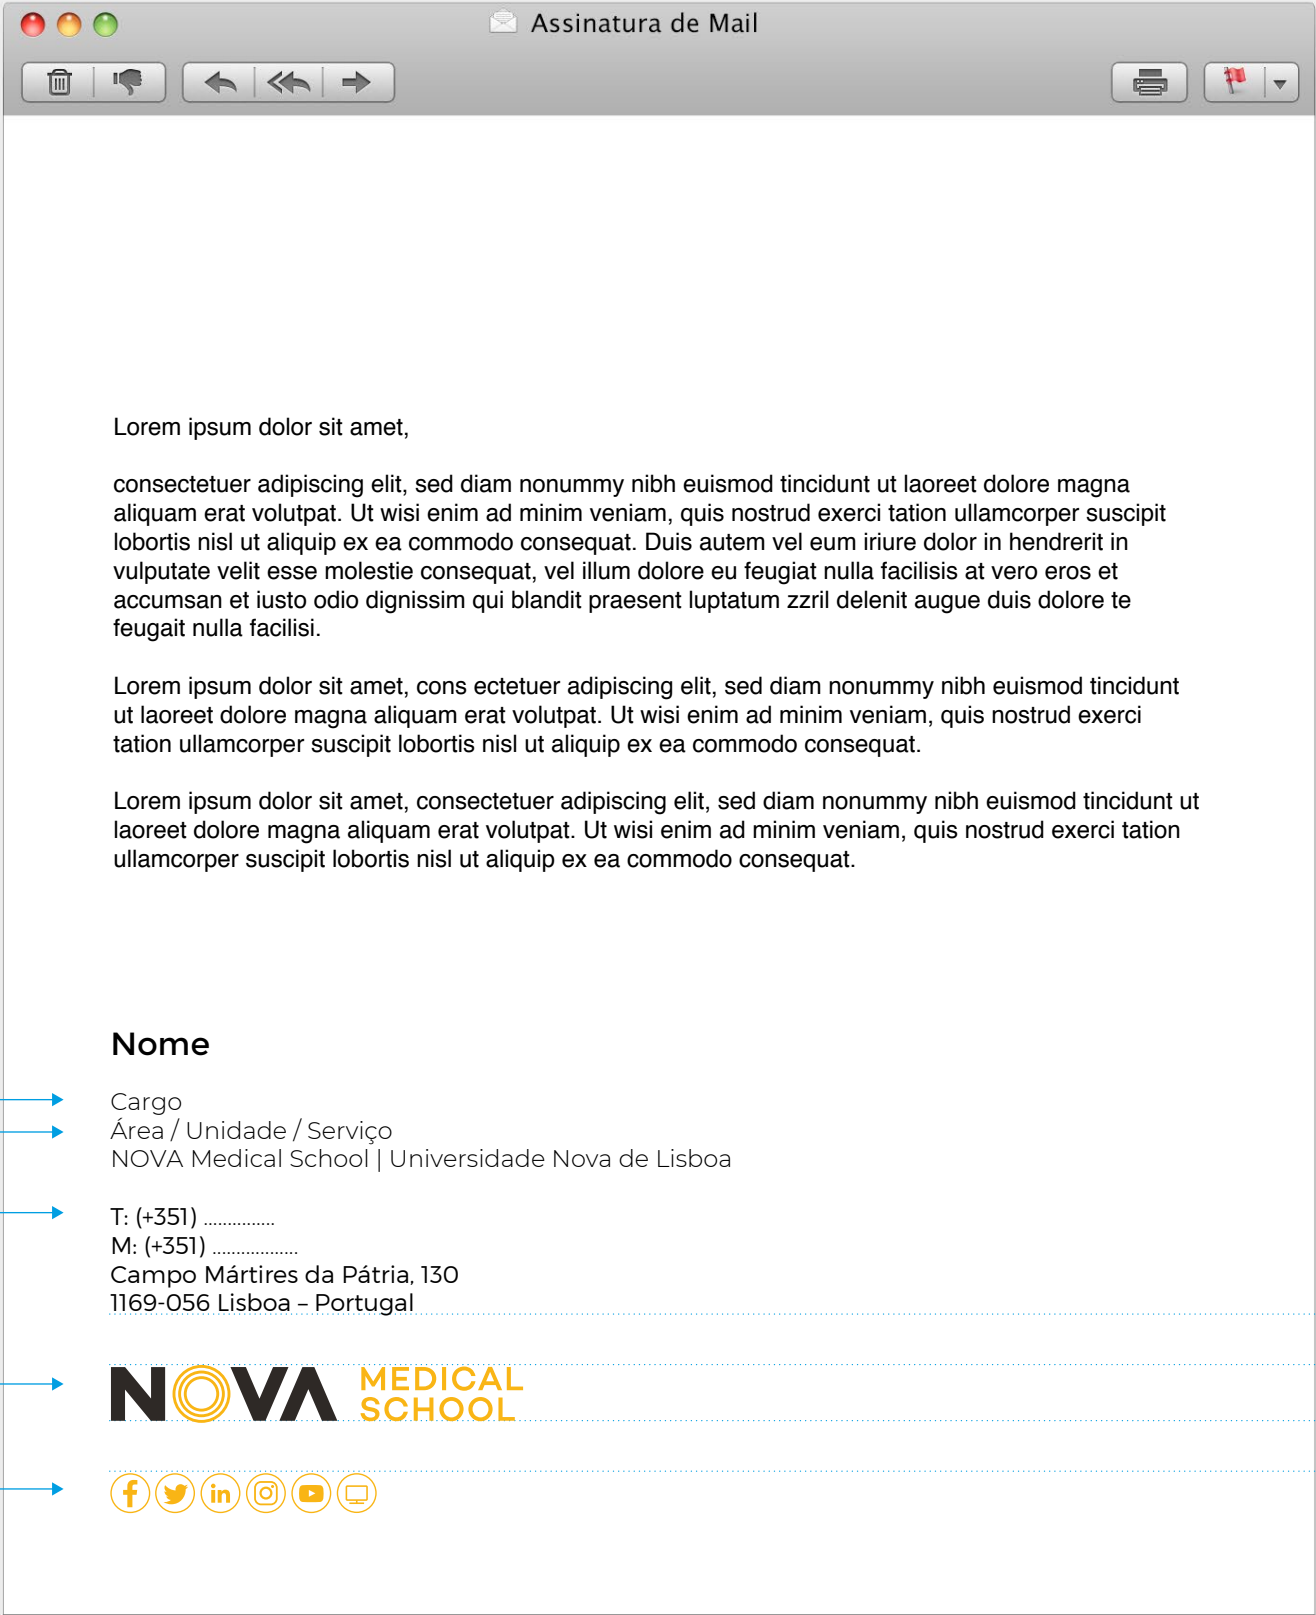 Assinatura de Mail
Lorem ipsum dolor sit amet,
consectetuer adipiscing elit, sed diam nonummy nibh euismod tincidunt ut laoreet dolore magna
aliquam erat volutpat. Ut wisi enim ad minim veniam, quis nostrud exerci tation ullamcorper suscipit
lobortis nisl ut aliquip ex ea commodo consequat. Duis autem vel eum iriure dolor in hendrerit in
vulputate velit esse molestie consequat, vel illum dolore eu feugiat nulla facilisis at vero eros et
accumsan et iusto odio dignissim qui blandit praesent luptatum zzril delenit augue duis dolore te
feugait nulla facilisi.
Lorem ipsum dolor sit amet, cons ectetuer adipiscing elit, sed diam nonummy nibh euismod tincidunt
ut laoreet dolore magna aliquam erat volutpat. Ut wisi enim ad minim veniam, quis nostrud exerci
tation ullamcorper suscipit lobortis nisl ut aliquip ex ea commodo consequat.
Lorem ipsum dolor sit amet, consectetuer adipiscing elit, sed diam nonummy nibh euismod tincidunt ut
laoreet dolore magna aliquam erat volutpat. Ut wisi enim ad minim veniam, quis nostrud exerci tation
ullamcorper suscipit lobortis nisl ut aliquip ex ea commodo consequat.
Nome
Cargo
Área / Unidade / Serviço
NOVA Medical School | Universidade Nova de Lisboa
T: (+351) ...............
M: (+351) ..................
Campo Mártires da Pátria, 130
1169-056 Lisboa – Portugal
NOVA MEDICAL
SCHOOL